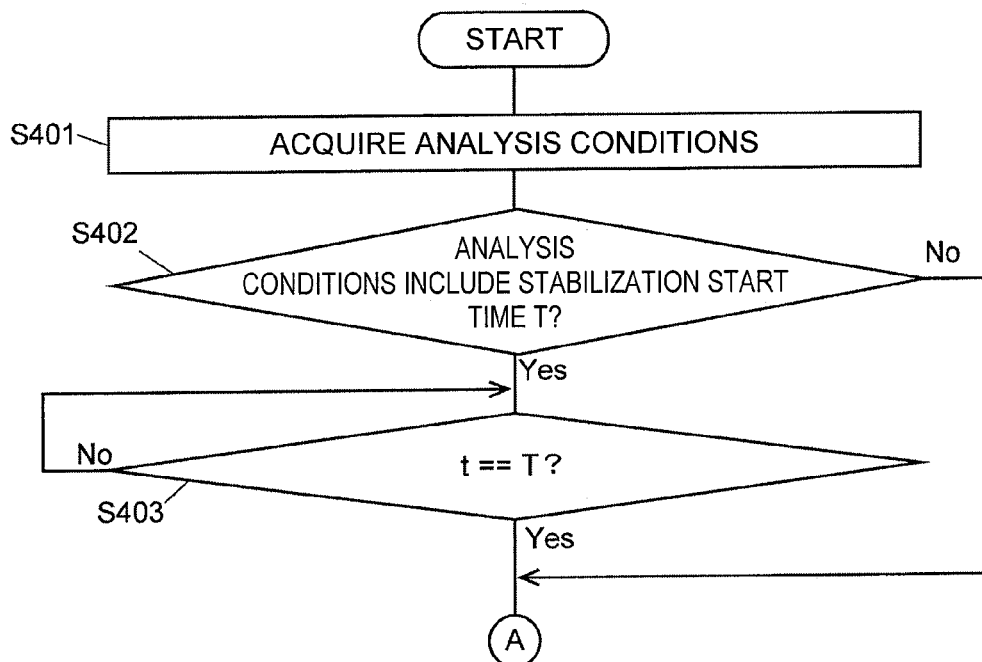 START
S401
ACQUIRE ANALYSIS CONDITIONS
S402
ANALYSIS
CONDITIONS INCLUDE STABILIZATION START
TIME T?
No
Yes
No
t == T?
S403
Yes
A